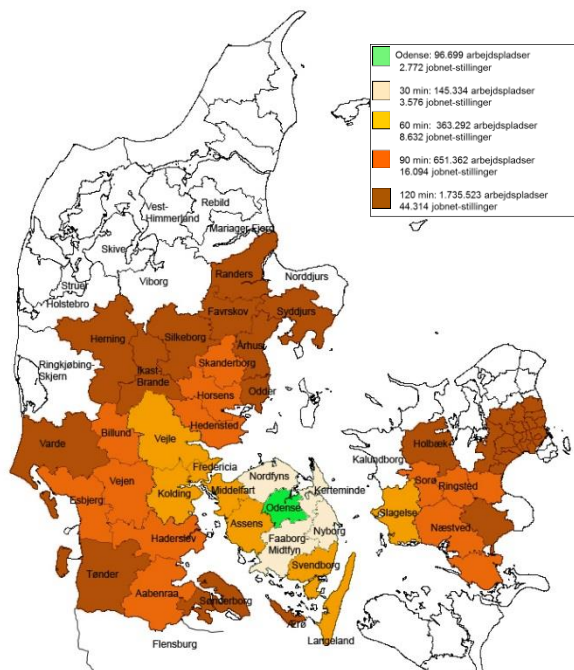 Odense: 96.699 arbejdspladser
2.772 jobnet-stillinger
30 min: 145.334 arbejdspladser
3.576 jobnet-stillinger
60 min: 363.292 arbejdspladser
8.632 jobnet-stillinger
90 min: 651.362 arbejdspladser
16.094 jobnet-stillinger
120 min: 1.735.523 arbejdspladser
44.314 jobnet-stillinger
Vest-
Himmerland
Rebild
Mariager Fjord
Skive
Struer
Holstebro
Viborg
Randers
Norddjurs
Favrskov
Syddjurs
Herning
Silkeborg
Århus
Ringkjøbing-
Skjern
Ikast-
Brande
Skanderborg
Odder
Horsens
Hedensted
Billund
Vejle
Varde
Fredericia
Vejen
Kolding
Middelfart
Nordfyns
Kerteminde
Odense
Esbjerg
Assens
Nyborg
Haderslev
Faaborg-
Midtfyn
Svendborg
Tønder
Aabenraa
Sønderborg
Ærø
Langeland
Flensburg
Holbæk
Kalundborg
Sorø
Ringsted
Slagelse
Næstved